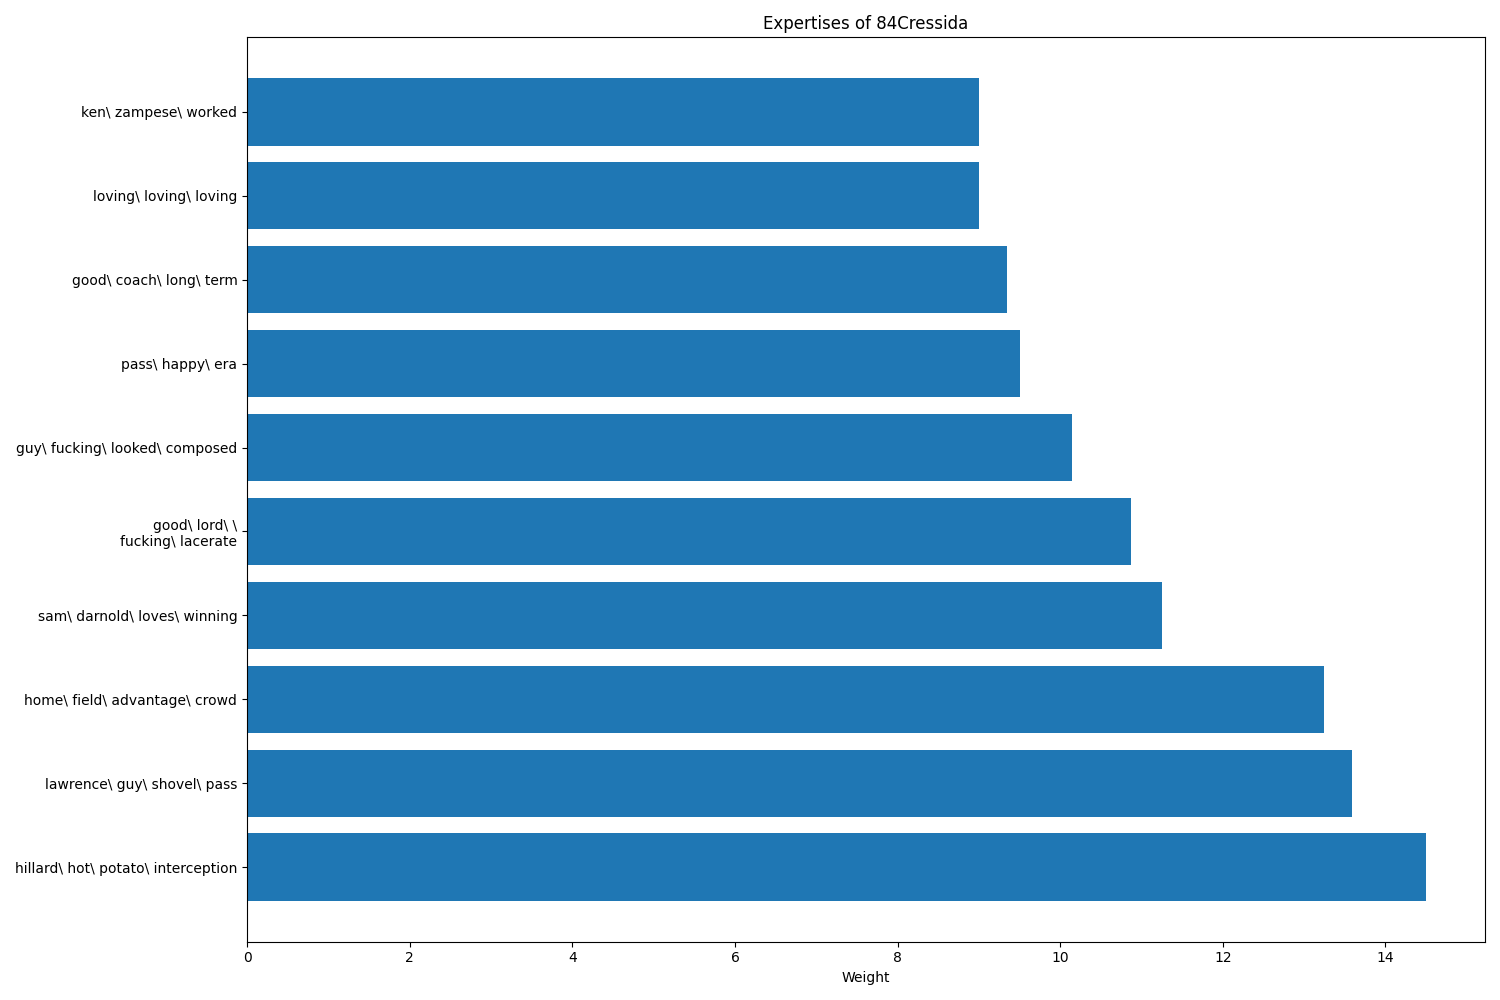 Expertises of 84Cressida
ken\ zampese\ worked
loving\ loving\ loving
good\ coach\ long\ term
pass\ happy\ era
guy\ fucking\ looked\ composed
good\ lord\ \
fucking\ lacerate
sam\ darnold\ loves\ winning
home\ field\ advantage\ crowd
lawrence\ guy\ shovel\ pass
hillard\ hot\ potato\ interception
0 2 4 6 8 10 12 14
Weight